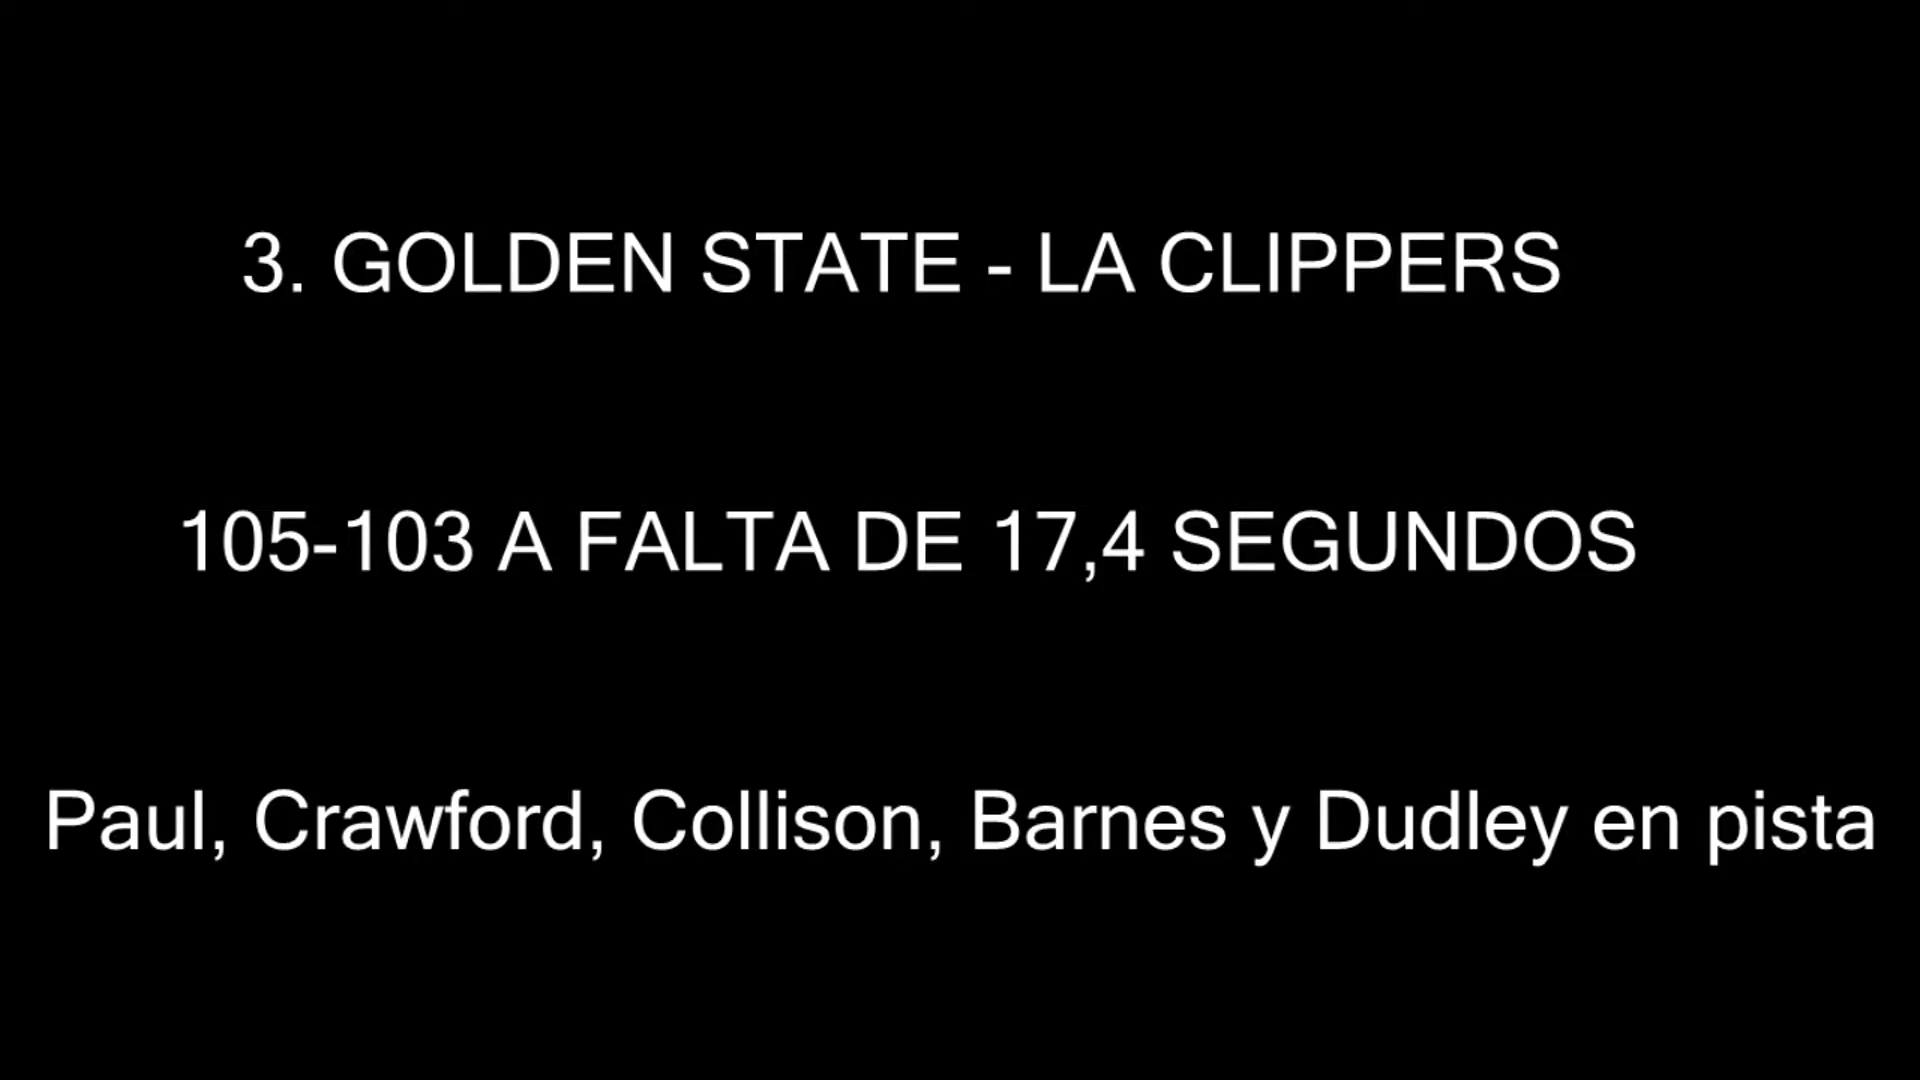 3. GOLDEN STATE - LA CLIPPERS
105-103 A FALTA DE 17,4 SEGUNDOS
Paul, Crawford, Collison, Barnes y Dudley en pista